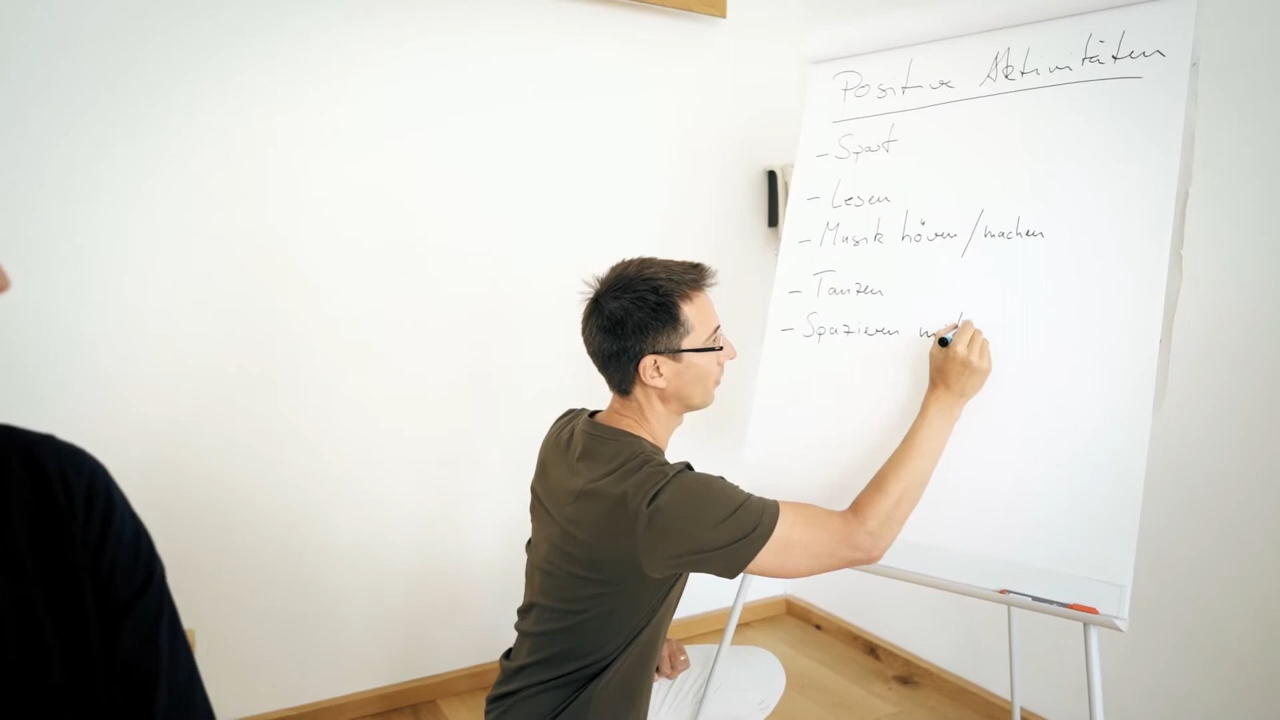 Positive Aktivitäten
- Sport
- Lesen
- Musik hören/machen
- Tanzen
- Spazieren